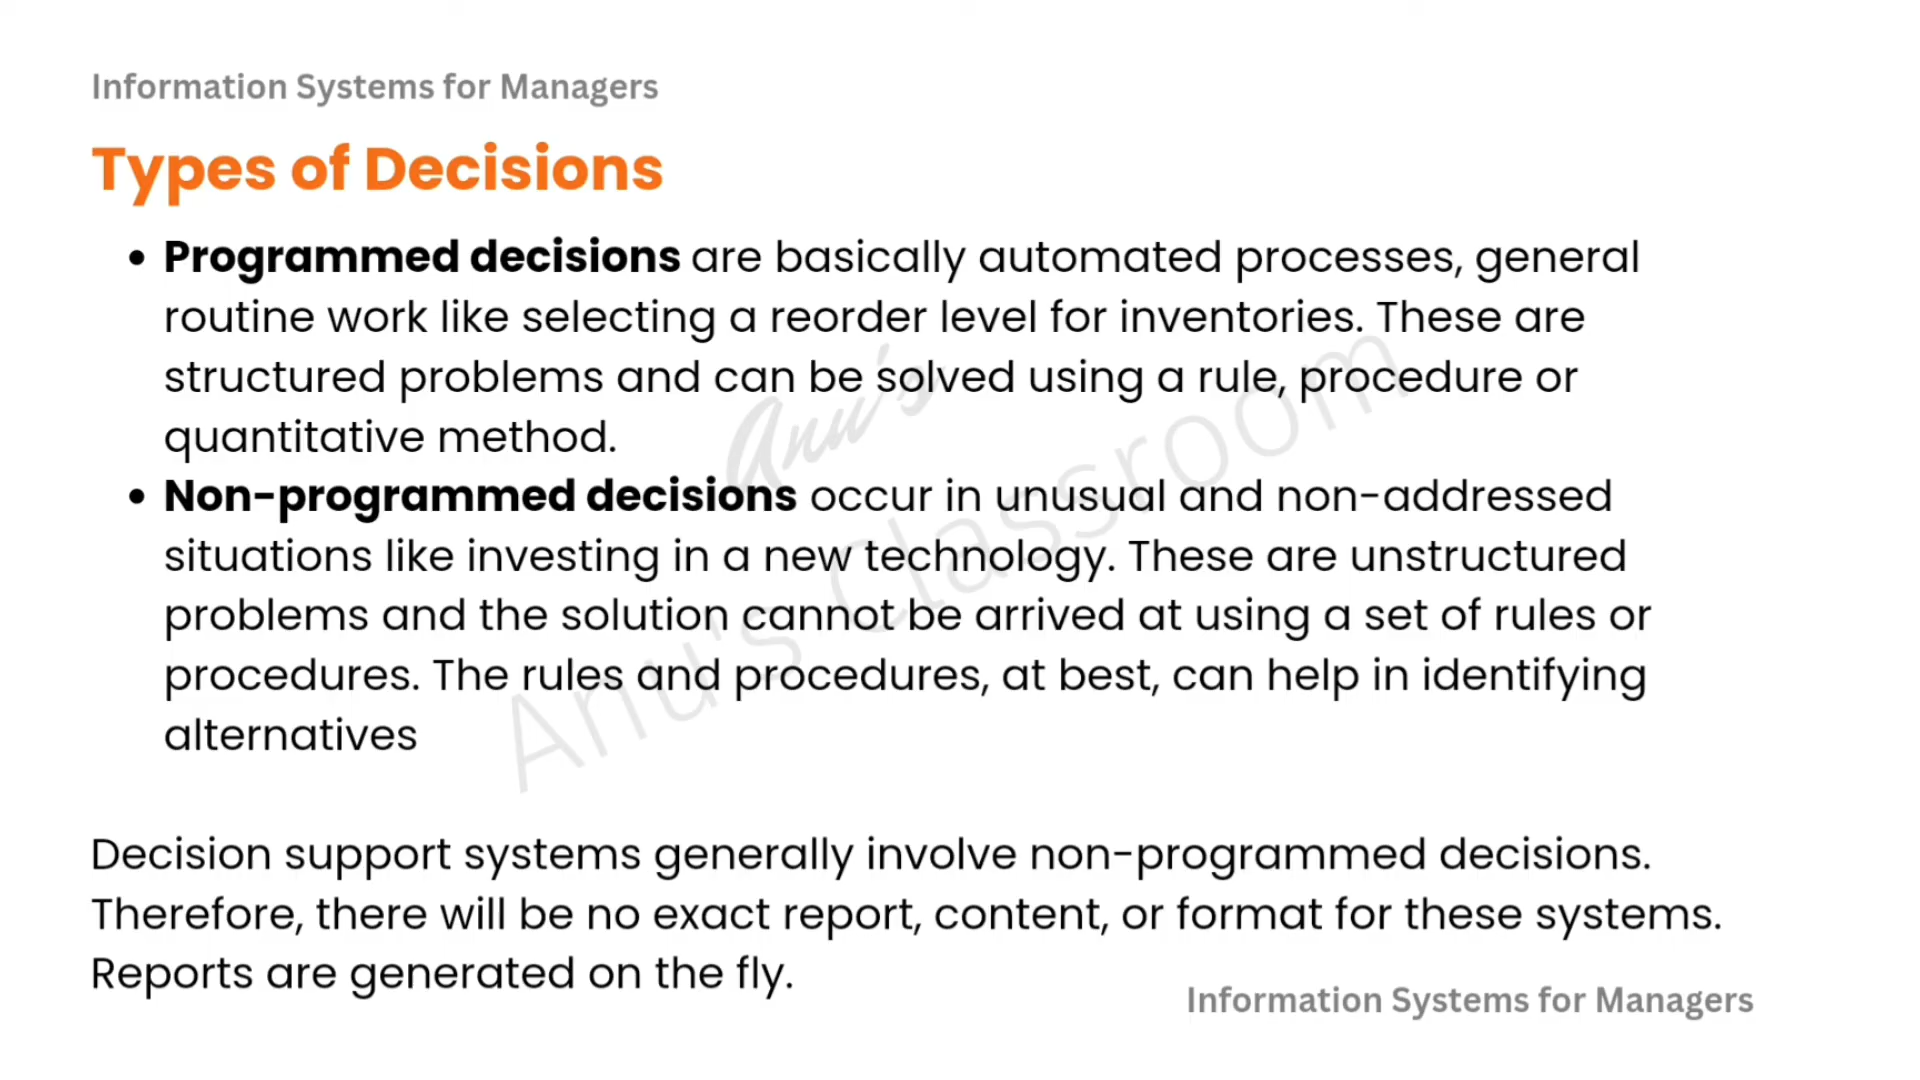 Information Systems for Managers
Types of Decisions
• Programmed decisions are basically automated processes, general
routine work like selecting a reorder level for inventories. These are
structured problems and can be solved using a rule, procedure or
quantitative method.
• Non-programmed decisions occur in unusual and non-addressed
situations like investing in a new technology. These are unstructured
problems and the solution cannot be arrived at using a set of rules or
procedures. The rules and procedures, at best, can help in identifying
alternatives
Anu's
Anu's Classroom
Decision support systems generally involve non-programmed decisions.
Therefore, there will be no exact report, content, or format for these systems.
Reports are generated on the fly.
Information Systems for Managers